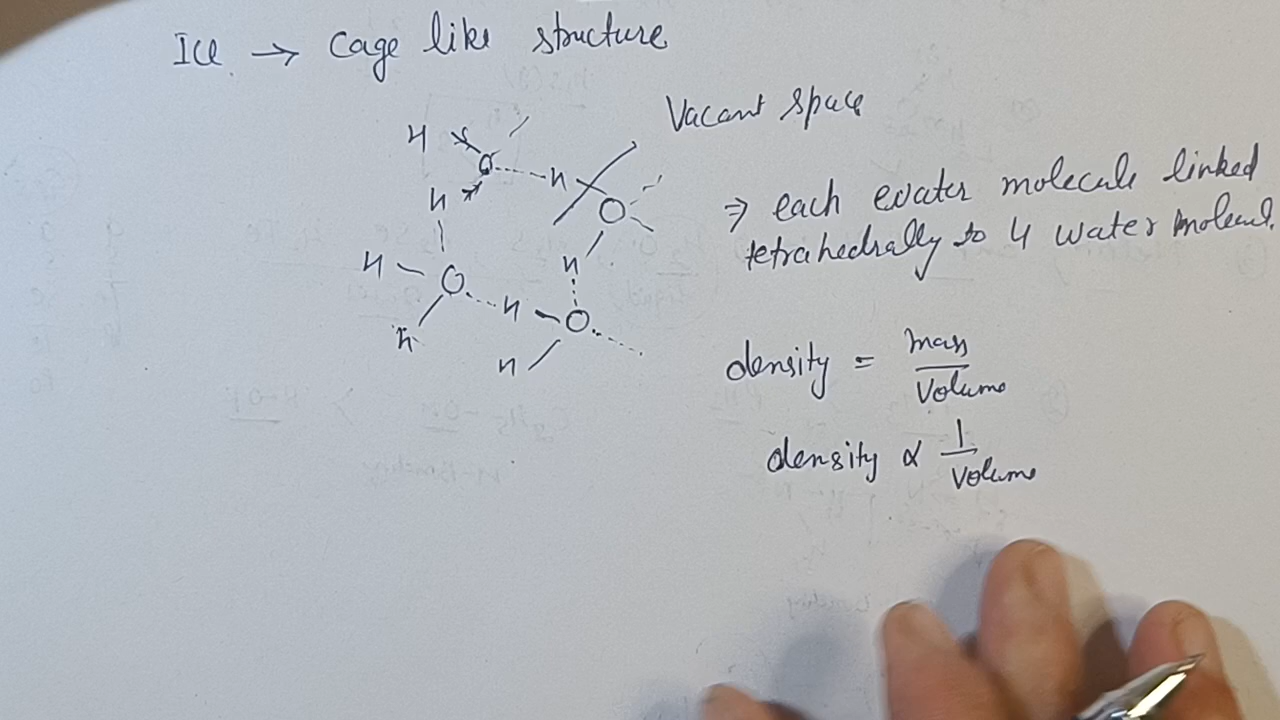 Ice → Cage like structure
Vacant space
H O H
H
⇒ each water molecule linked
tetrahedrally to 4 water molecul.
O
H
H O H O
H H
density = mass / Volume
density ∝ 1 / Volume